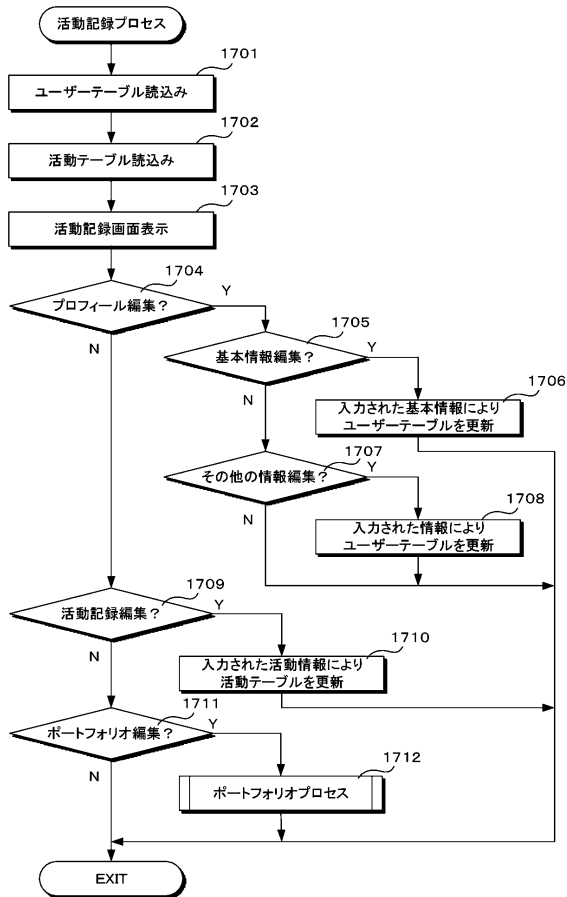 活動記録プロセス
1701
ユーザーテーブル読込み
1702
活動テーブル読込み
1703
活動記録画面表示
1704
プロフィール編集？
Y
N
1705
基本情報編集？
Y
N
1706
入力された基本情報により
ユーザーテーブルを更新
1707
その他の情報編集？
Y
N
1708
入力された情報により
ユーザーテーブルを更新
1709
活動記録編集？
Y
N
1710
入力された活動情報により
活動テーブルを更新
1711
ポートフォリオ編集？
Y
N
1712
ポートフォリオプロセス
EXIT